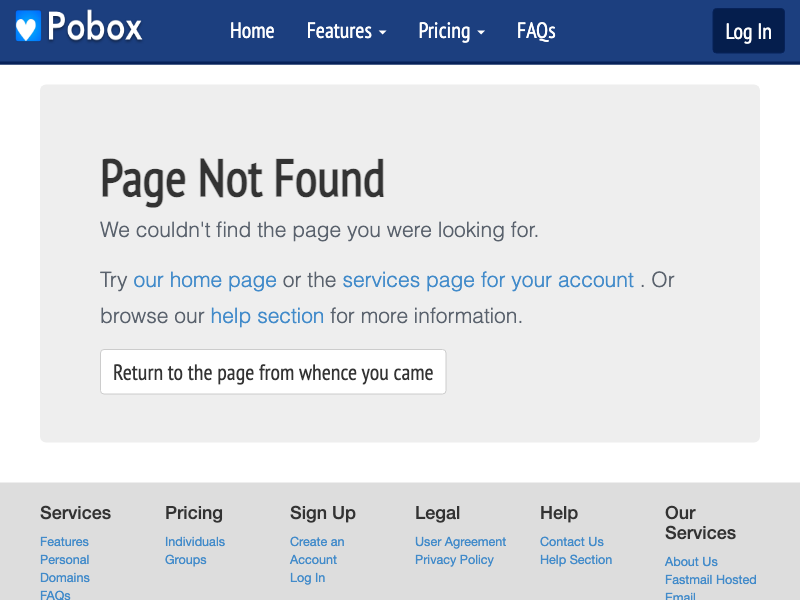 Pobox
Home
Features
Pricing
FAQs
Log In
Page Not Found
We couldn't find the page you were looking for.
Try our home page or the services page for your account . Or
browse our help section for more information.
Return to the page from whence you came
Services
Features
Personal
Domains
FAQs
Pricing
Individuals
Groups
Sign Up
Create an
Account
Log In
Legal
User Agreement
Privacy Policy
Help
Contact Us
Help Section
Our
Services
About Us
Fastmail Hosted
Email